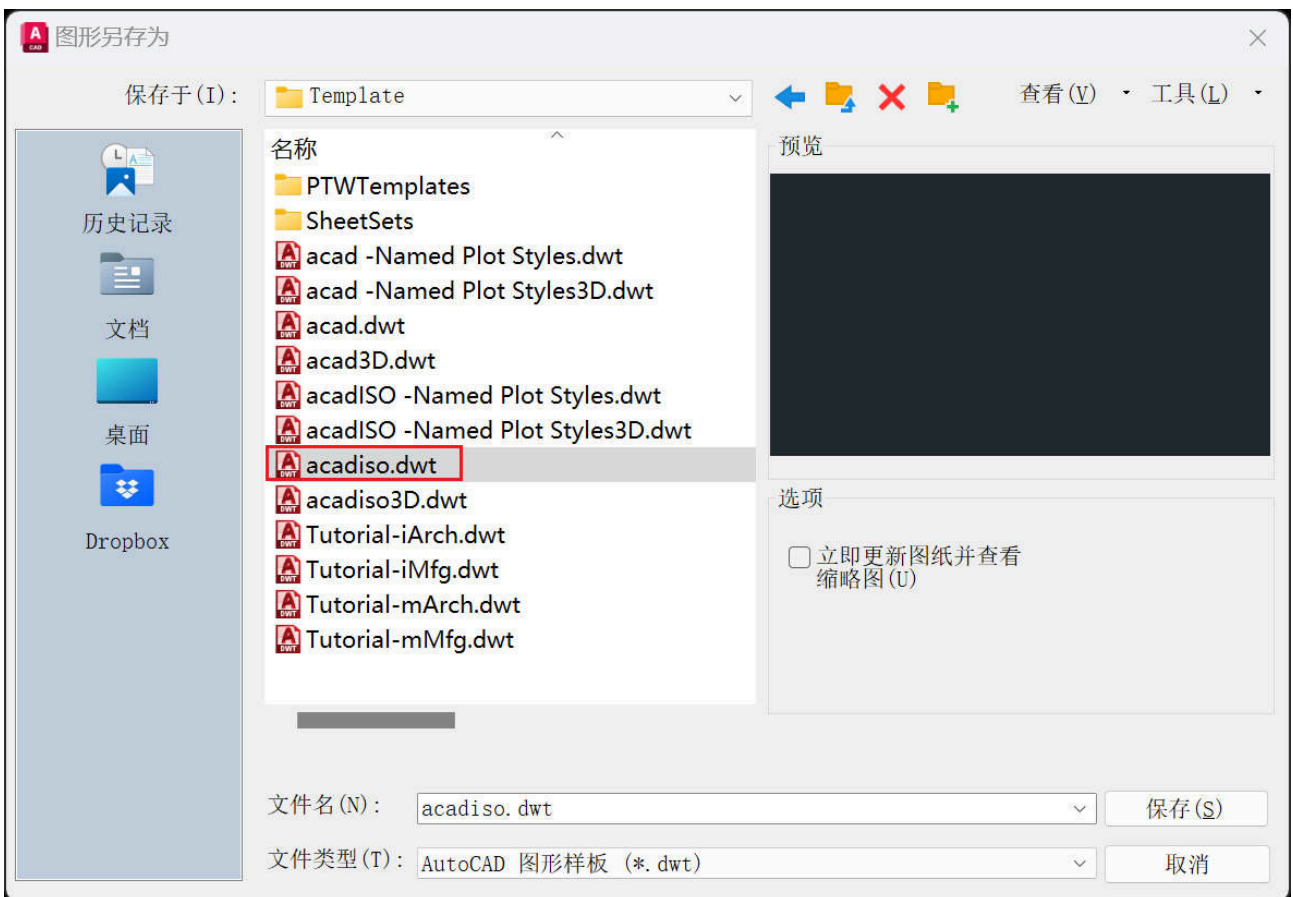 图形另存为
保存于(I): Template 查看(V) 工具(L)
历史记录
文档
桌面
Dropbox
名称
PTWTemplates
SheetSets
acad -Named Plot Styles.dwt
acad -Named Plot Styles3D.dwt
acad.dwt
acad3D.dwt
acadISO -Named Plot Styles.dwt
acadISO -Named Plot Styles3D.dwt
acadiso.dwt
acadiso3D.dwt
Tutorial-iArch.dwt
Tutorial-iMfg.dwt
Tutorial-mArch.dwt
Tutorial-mMfg.dwt
预览
选项
立即更新图纸并查看
缩略图(U)
文件名(N): acadiso.dwt 保存(S)
文件类型(T): AutoCAD 图形样板 (*.dwt) 取消